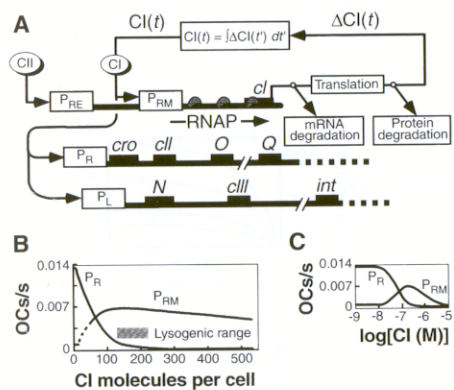 A
CI(t)
CI(t) = ∫ΔCI(t') dt'
ΔCI(t)
CII
CI
PRE
PRM
cI
Translation
RNAP
mRNA
degradation
Protein
degradation
PR
cro
cII
O
Q
PL
N
cIII
int
B
OCs/s
0.014
0.007
0
PR
PRM
Lysogenic range
0 100 200 300 400 500
CI molecules per cell
C
OCs/s
0.014
0.007
0
PR
PRM
-9 -8 -7 -6 -5
log[CI (M)]